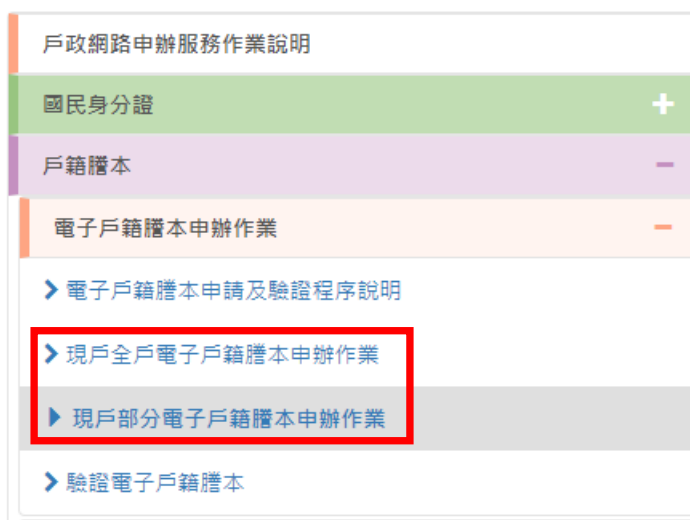 戶政網路申辦服務作業說明
國民身分證
戶籍謄本
電子戶籍謄本申辦作業
電子戶籍謄本申請及驗證程序說明
現戶全戶電子戶籍謄本申辦作業
現戶部分電子戶籍謄本申辦作業
驗證電子戶籍謄本